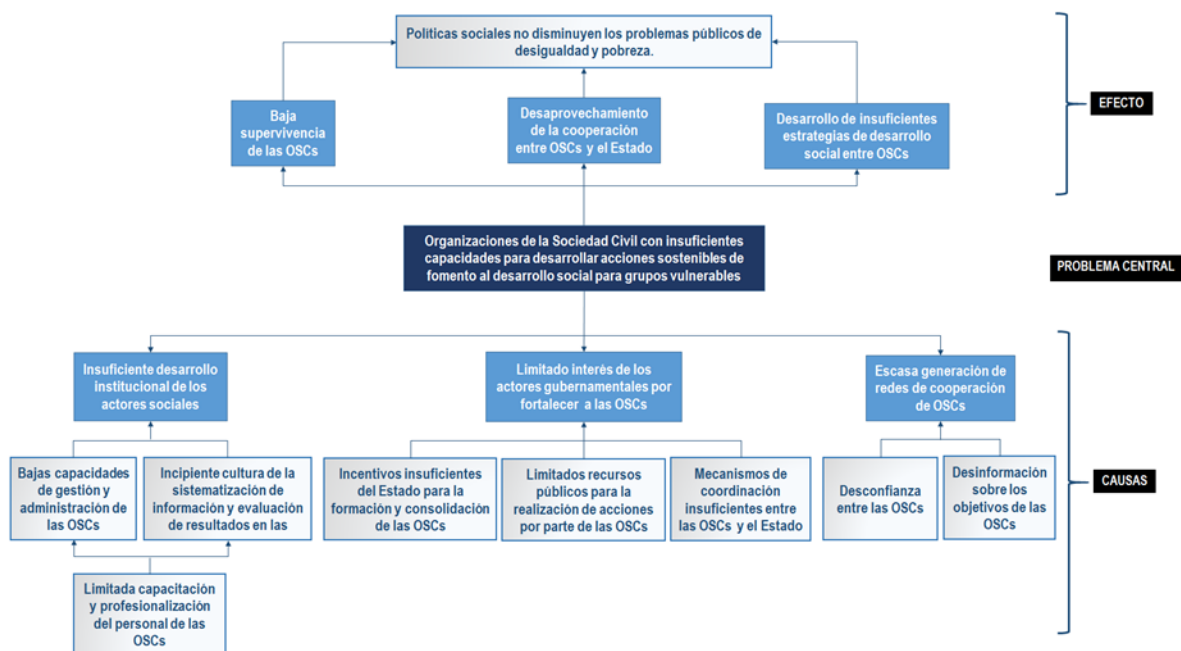 Políticas sociales no disminuyen los problemas públicos de
desigualdad y pobreza.
EFECTO
Baja
supervivencia
de las OSCs
Desaprovechamiento
de la cooperación
entre OSCs y el Estado
Desarrollo de insuficientes
estrategias de desarrollo
social entre OSCs
Organizaciones de la Sociedad Civil con insuficientes
capacidades para desarrollar acciones sostenibles de
fomento al desarrollo social para grupos vulnerables
PROBLEMA CENTRAL
Insuficiente desarrollo
institucional de los
actores sociales
Limitado interés de los
actores gubernamentales por
fortalecer a las OSCs
Escasa generación de
redes de cooperación
de OSCs
Bajas capacidades
de gestión y
administración de
las OSCs
Incipiente cultura de la
sistematización de
información y evaluación
de resultados en las
Incentivos insuficientes
del Estado para la
formación y consolidación
de las OSCs
Limitados recursos
públicos para la
realización de acciones
por parte de las OSCs
Mecanismos de
coordinación
insuficientes entre
las OSCs y el Estado
Desconfianza
entre las OSCs
Desinformación
sobre los
objetivos de las
OSCs
CAUSAS
Limitada capacitación
y profesionalización
del personal de las
OSCs